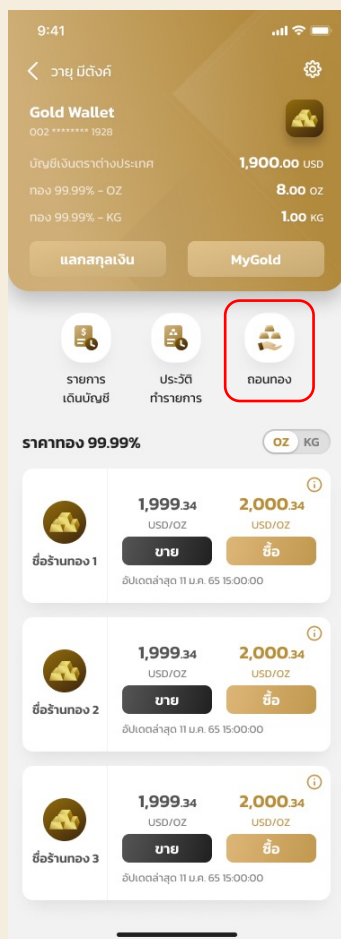 9:41
วายุ มีตังค์
Gold Wallet
002 ******** 1928
บัญชีเงินตราต่างประเทศ 1,900.00 USD
ทอง 99.99% - OZ 8.00 OZ
ทอง 99.99% - KG 1.00 KG
แลกสกุลเงิน MyGold
รายการ ประวัติ ถอนทอง
เดินบัญชี ทำรายการ
ราคาทอง 99.99% OZ KG
1,999.34 2,000.34
USD/OZ USD/OZ
ขาย ซื้อ
ชื่อร้านทอง 1
อัปเดตล่าสุด 11 ม.ค. 65 15:00:00
1,999.34 2,000.34
USD/OZ USD/OZ
ขาย ซื้อ
ชื่อร้านทอง 2
อัปเดตล่าสุด 11 ม.ค. 65 15:00:00
1,999.34 2,000.34
USD/OZ USD/OZ
ขาย ซื้อ
ชื่อร้านทอง 3
อัปเดตล่าสุด 11 ม.ค. 65 15:00:00